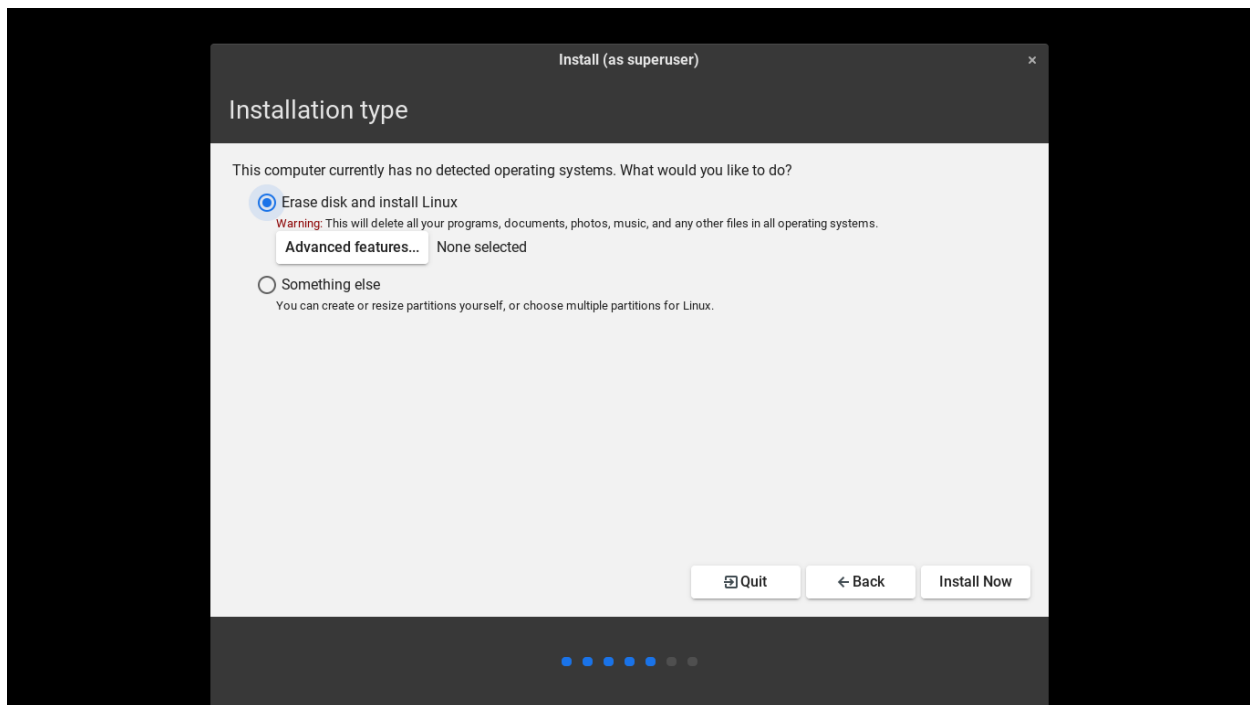 Install (as superuser)
Installation type
This computer currently has no detected operating systems. What would you like to do?
Erase disk and install Linux
Warning: This will delete all your programs, documents, photos, music, and any other files in all operating systems.
Advanced features... None selected
Something else
You can create or resize partitions yourself, or choose multiple partitions for Linux.
Quit Back Install Now